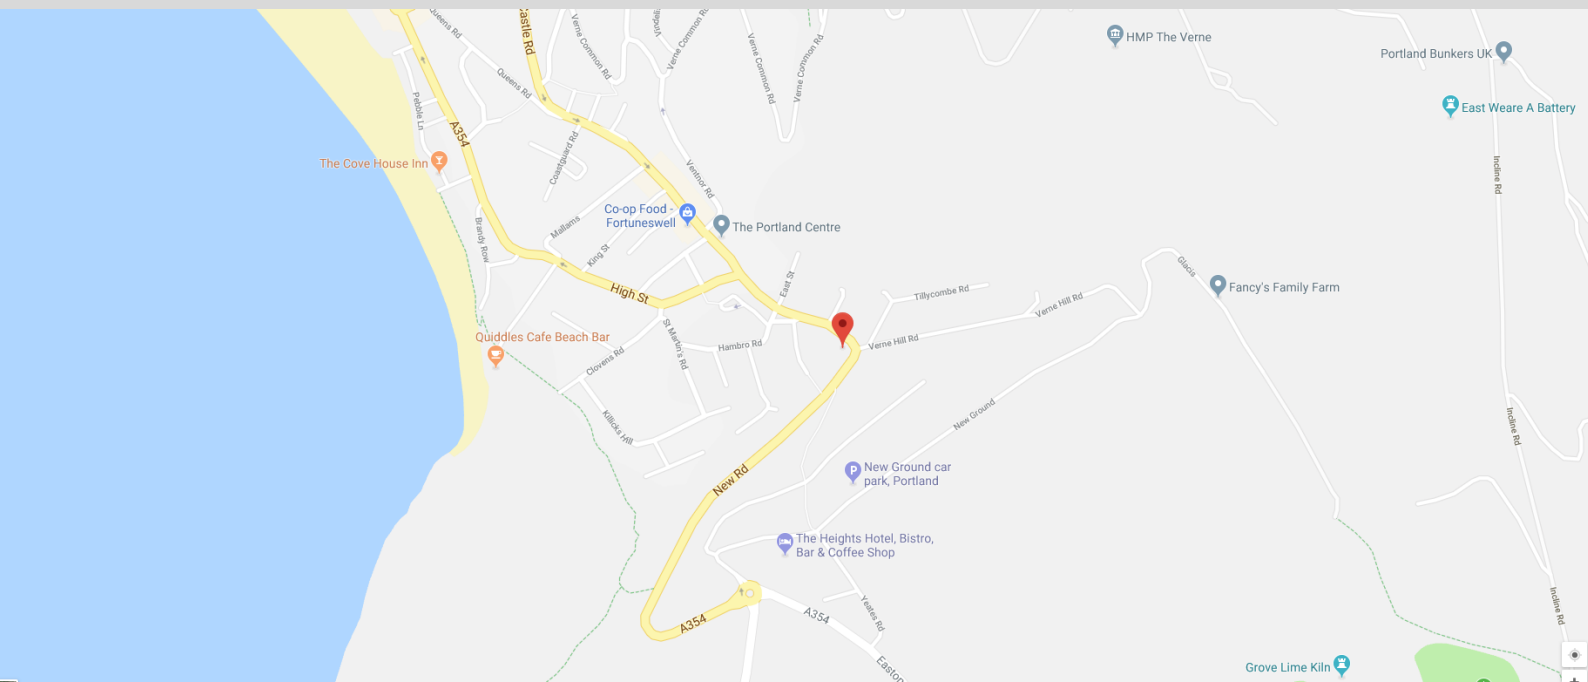 Queens Rd
Castle Rd
Verne Common Rd
Verne Common Rd
Verne Common Rd
Verne Common Rd
HMP The Verne
Portland Bunkers UK
Queens Rd
Pebble Ln
A354
East Weare A Battery
The Cove House Inn
Coastguard Rd
Ventnor Rd
Incline Rd
Co-op Food -
Fortuneswell
The Portland Centre
Mallams
Brandy Row
King St
High St
East St
Glacis
Fancy's Family Farm
Tillycombe Rd
Verne Hill Rd
Quiddles Cafe Beach Bar
St Martin's Rd
Hambro Rd
Verne Hill Rd
Clovens Rd
Killicks Hill
New Ground
Incline Rd
New Rd
New Ground car
park, Portland
The Heights Hotel, Bistro,
Bar & Coffee Shop
A354
A354
Yeates Rd
Incline Rd
Easton
Grove Lime Kiln